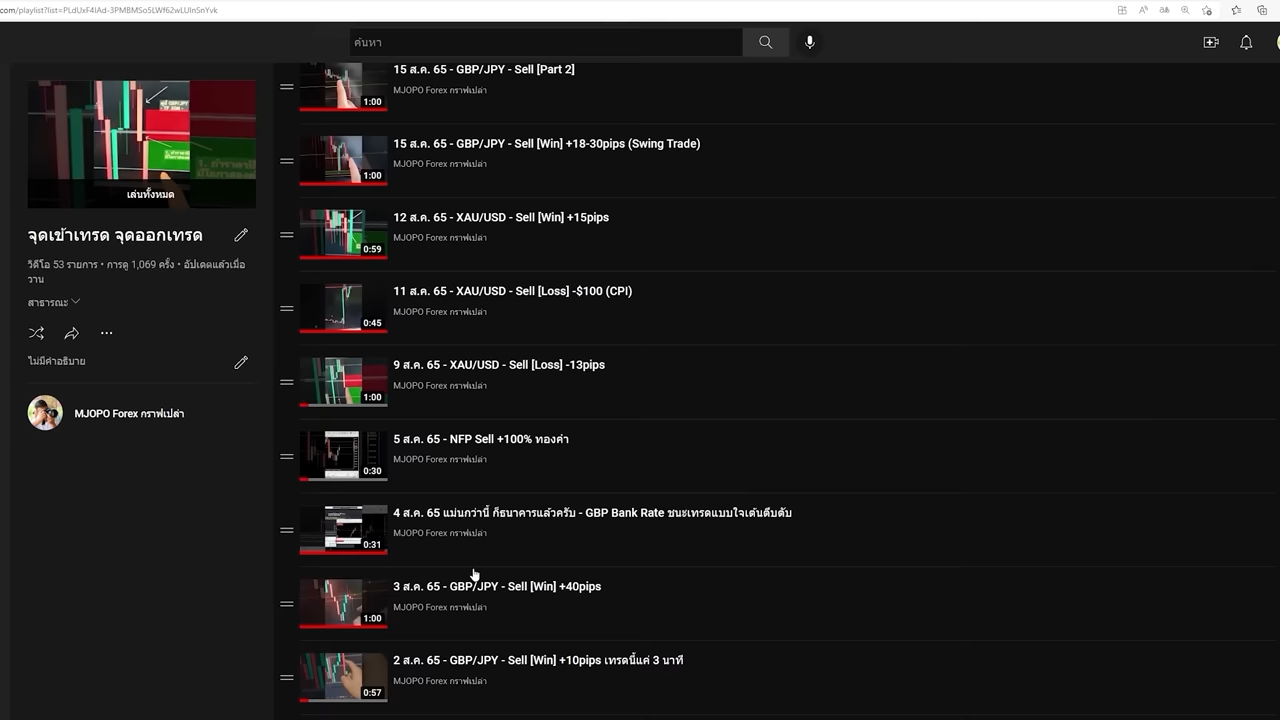 com/playlist?list=PLdUxF4IAd-3PMBMSo5LWf62wLUInSnYvk
ค้นหา
เล่นทั้งหมด
จุดเข้าเทรด จุดออกเทรด
วิดีโอ 53 รายการ • การดู 1,069 ครั้ง • อัปเดตแล้วเมื่อ
วาน
สาธารณะ
ไม่มีคำอธิบาย
MJOPO Forex กราฟเปล่า
15 ส.ค. 65 - GBP/JPY - Sell [Part 2]
MJOPO Forex กราฟเปล่า
1:00
15 ส.ค. 65 - GBP/JPY - Sell [Win] +18-30pips (Swing Trade)
MJOPO Forex กราฟเปล่า
1:00
12 ส.ค. 65 - XAU/USD - Sell [Win] +15pips
MJOPO Forex กราฟเปล่า
0:59
11 ส.ค. 65 - XAU/USD - Sell [Loss] -$100 (CPI)
MJOPO Forex กราฟเปล่า
0:45
9 ส.ค. 65 - XAU/USD - Sell [Loss] -13pips
MJOPO Forex กราฟเปล่า
1:00
5 ส.ค. 65 - NFP Sell +100% ทองคำ
MJOPO Forex กราฟเปล่า
0:30
4 ส.ค. 65 แม่นกว่านี้ ก็ธนาคารแล้วครับ - GBP Bank Rate ชนะเทรดแบบใจเต้นตึบตับ
MJOPO Forex กราฟเปล่า
0:31
3 ส.ค. 65 - GBP/JPY - Sell [Win] +40pips
MJOPO Forex กราฟเปล่า
1:00
2 ส.ค. 65 - GBP/JPY - Sell [Win] +10pips เทรดนี้แค่ 3 นาที
MJOPO Forex กราฟเปล่า
0:57